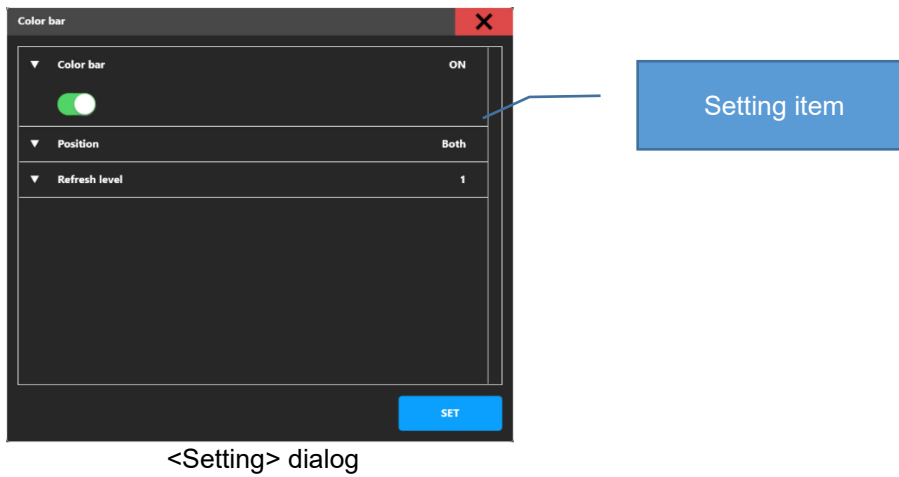 Color bar
▼ Color bar ON
Setting item
▼ Position Both
▼ Refresh level 1
SET
<Setting> dialog